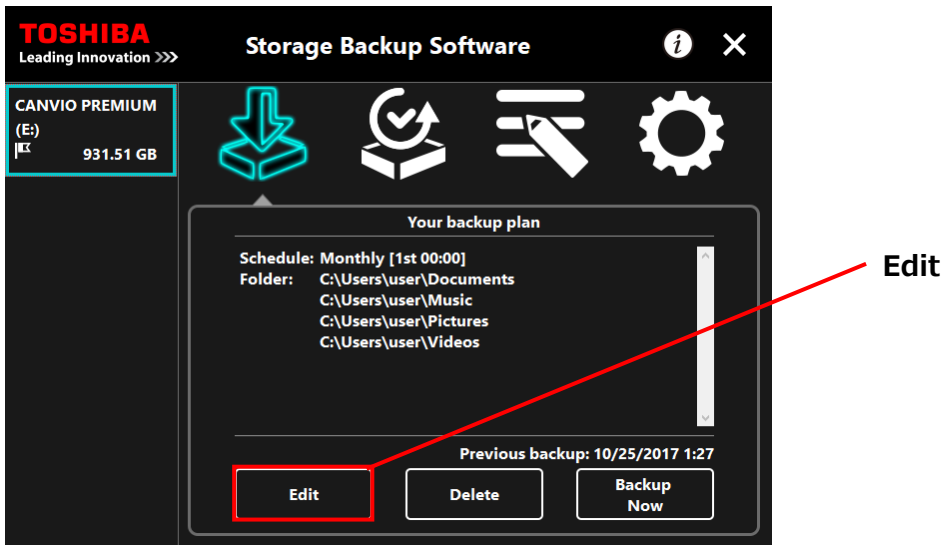 TOSHIBA
Leading Innovation >>>
Storage Backup Software
i
CANVIO PREMIUM
(E:)
931.51 GB
Your backup plan
Schedule: Monthly [1st 00:00]
Folder: C:\Users\user\Documents
C:\Users\user\Music
C:\Users\user\Pictures
C:\Users\user\Videos
Previous backup: 10/25/2017 1:27
Edit
Delete
Backup
Now
Edit